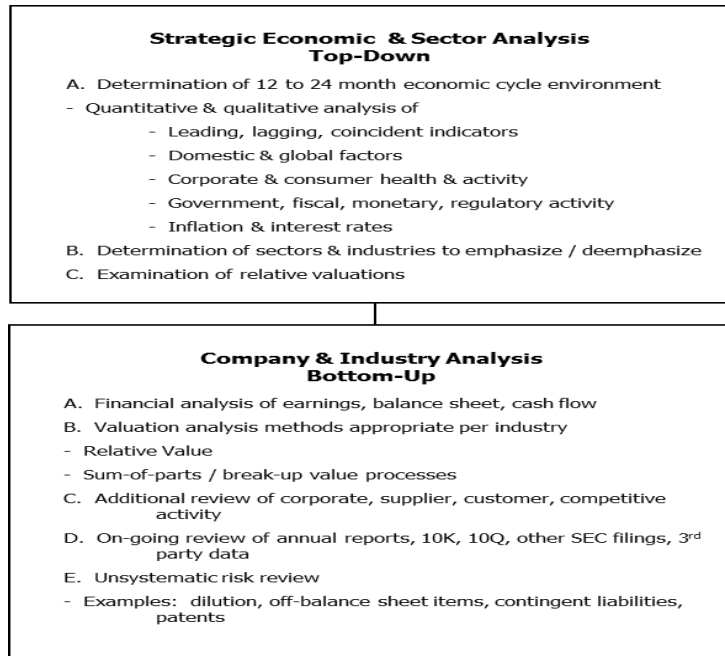 Strategic Economic & Sector Analysis
Top-Down
A. Determination of 12 to 24 month economic cycle environment
- Quantitative & qualitative analysis of
- Leading, lagging, coincident indicators
- Domestic & global factors
- Corporate & consumer health & activity
- Government, fiscal, monetary, regulatory activity
- Inflation & interest rates
B. Determination of sectors & industries to emphasize / deemphasize
C. Examination of relative valuations
Company & Industry Analysis
Bottom-Up
A. Financial analysis of earnings, balance sheet, cash flow
B. Valuation analysis methods appropriate per industry
- Relative Value
- Sum-of-parts / break-up value processes
C. Additional review of corporate, supplier, customer, competitive
activity
D. On-going review of annual reports, 10K, 10Q, other SEC filings, 3rd
party data
E. Unsystematic risk review
- Examples: dilution, off-balance sheet items, contingent liabilities,
patents